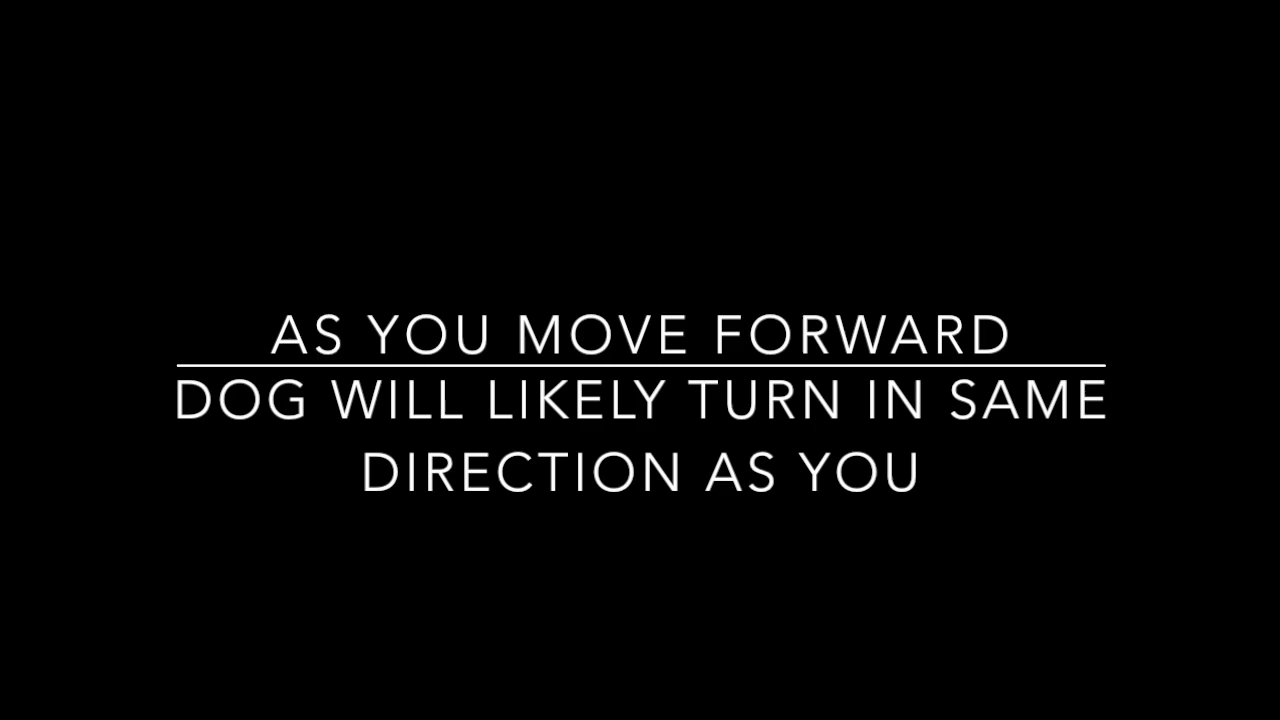 AS YOU MOVE FORWARD
DOG WILL LIKELY TURN IN SAME
DIRECTION AS YOU